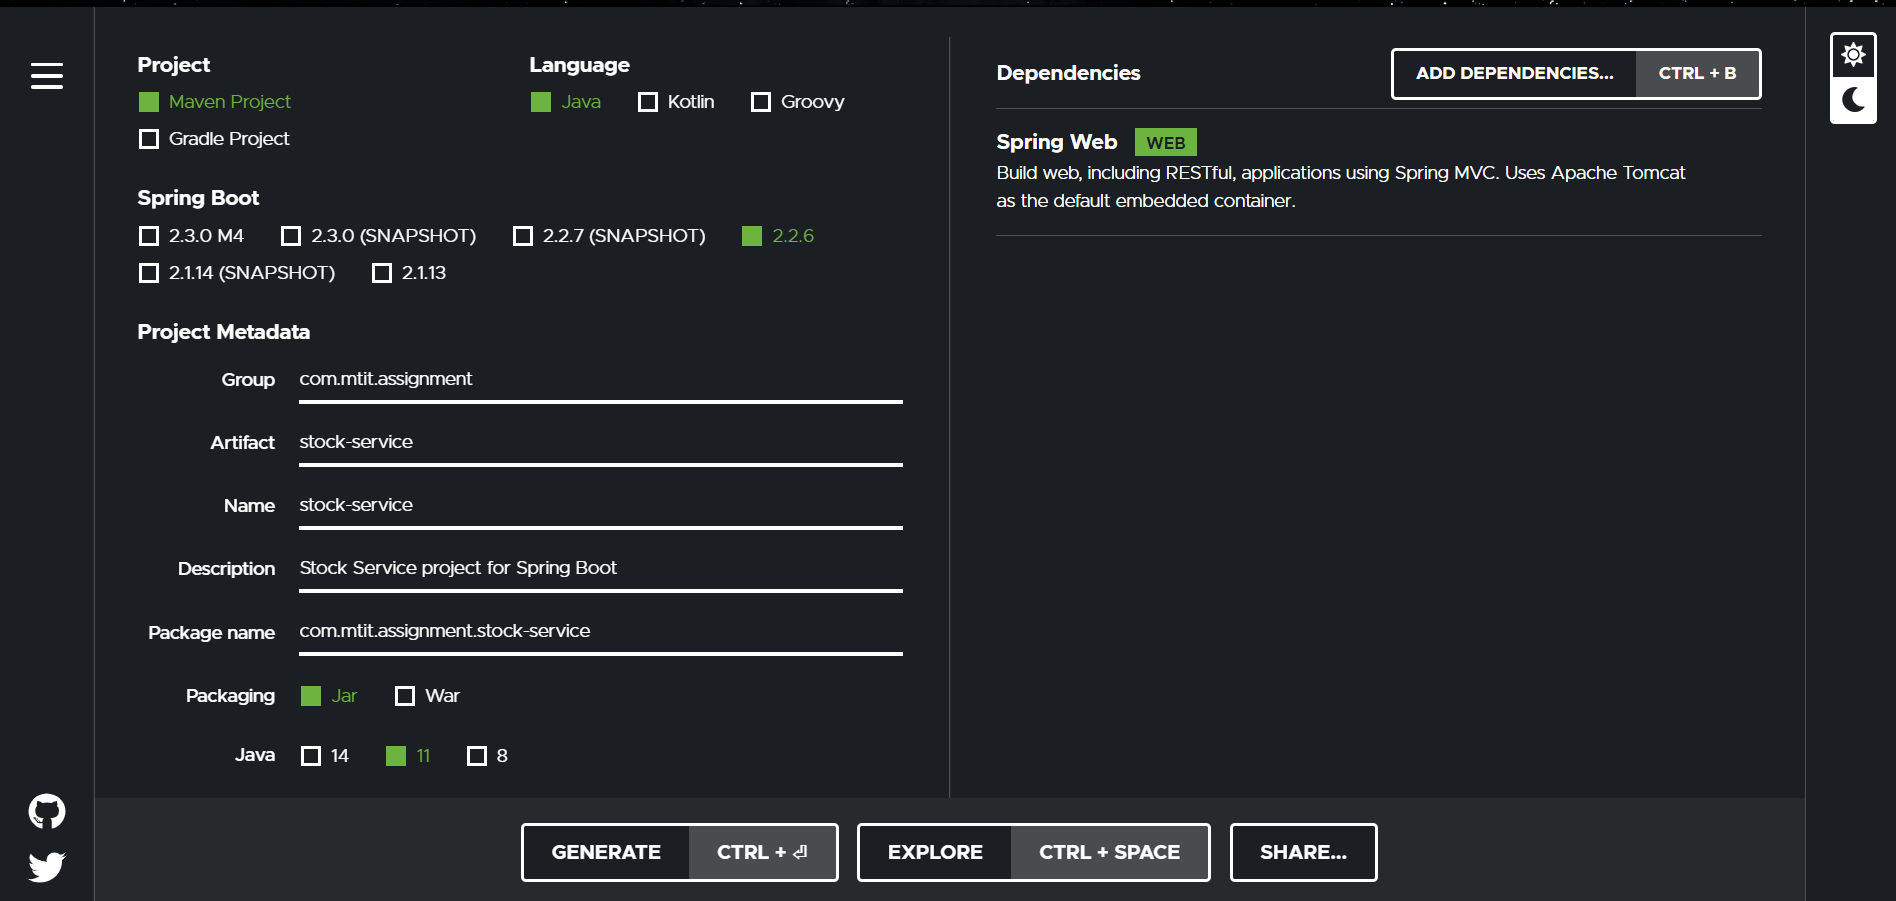 Project
Maven Project
Gradle Project
Language
Java Kotlin Groovy
Spring Boot
2.3.0 M4 2.3.0 (SNAPSHOT) 2.2.7 (SNAPSHOT) 2.2.6
2.1.14 (SNAPSHOT) 2.1.13
Project Metadata
Group com.mtit.assignment
Artifact stock-service
Name stock-service
Description Stock Service project for Spring Boot
Package name com.mtit.assignment.stock-service
Packaging Jar War
Java 14 11 8
Dependencies ADD DEPENDENCIES... CTRL + B
Spring Web WEB
Build web, including RESTful, applications using Spring MVC. Uses Apache Tomcat
as the default embedded container.
GENERATE CTRL + ⏎ EXPLORE CTRL + SPACE SHARE...